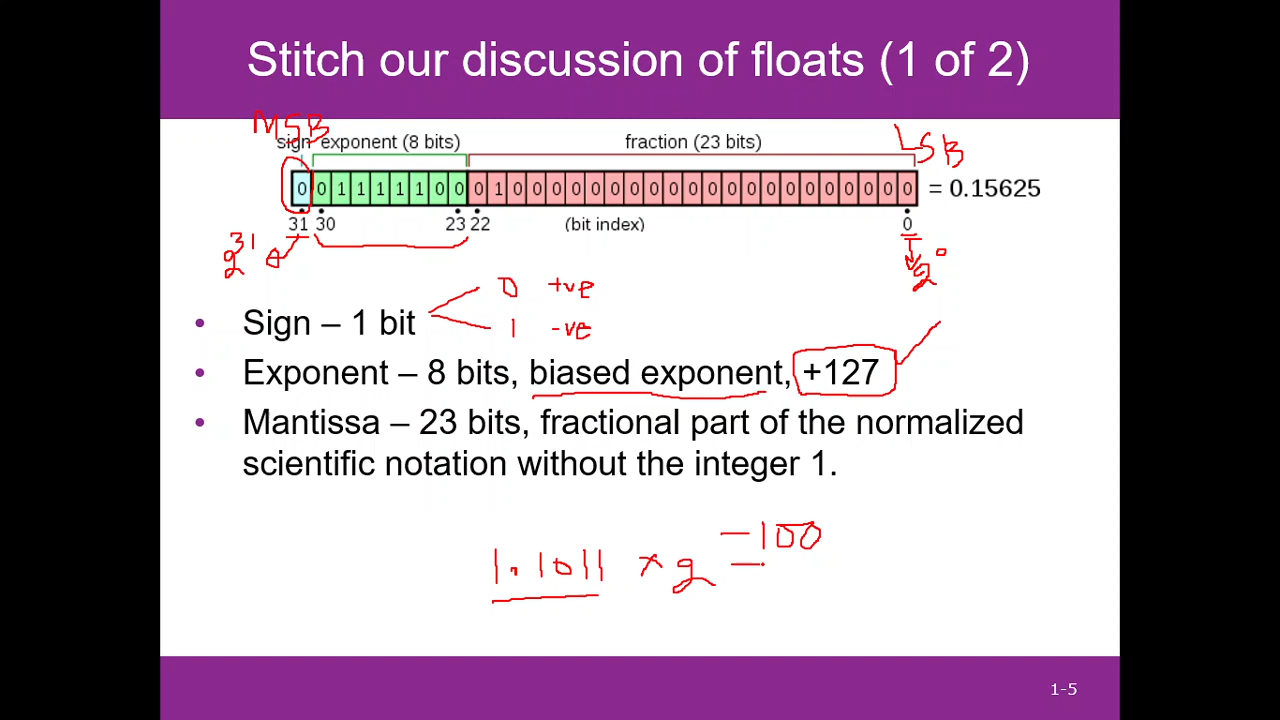 Stitch our discussion of floats (1 of 2)
MSB
sign exponent (8 bits) fraction (23 bits) LSB
0 0 1 1 1 1 1 0 0 0 1 0 0 0 0 0 0 0 0 0 0 0 0 0 0 0 0 0 0 0 0 0 = 0.15625
31 30 23 22 (bit index) 0
2^31 2^0
0 +ve
• Sign – 1 bit
1 -ve
• Exponent – 8 bits, biased exponent, +127
• Mantissa – 23 bits, fractional part of the normalized
scientific notation without the integer 1.
1.1011 × 2^-100
1-5